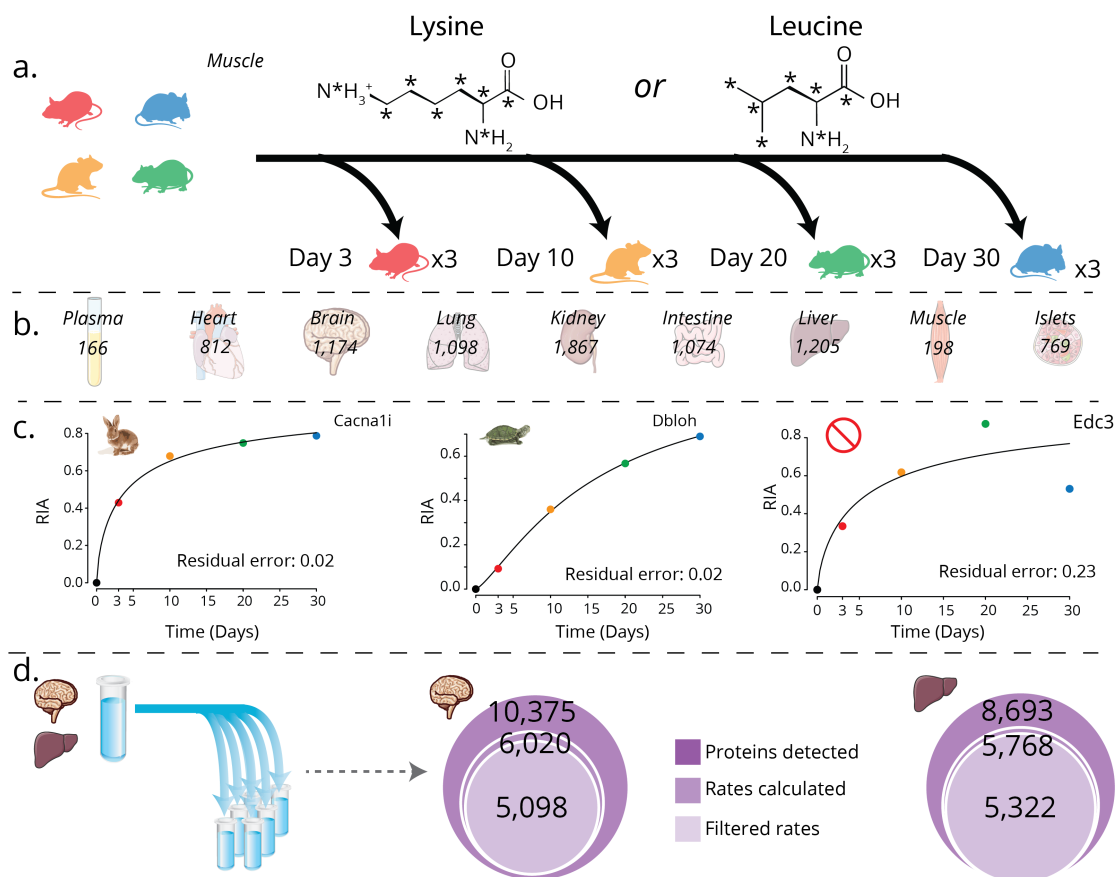 Lysine
Leucine
a.
Muscle
N*H3+
*
*
*
*
*
*
*
O
OH
N*H2
or
*
*
*
*
*
*
O
OH
N*H2
Day 3
x3
Day 10
x3
Day 20
x3
Day 30
x3
b.
Plasma
166
Heart
812
Brain
1,174
Lung
1,098
Kidney
1,867
Intestine
1,074
Liver
1,205
Muscle
198
Islets
769
c.
Cacna1i
RIA
0.8
0.6
0.4
0.2
0.0
Residual error: 0.02
0 3 5 10 15 20 25 30
Time (Days)
Dbloh
RIA
0.6
0.4
0.2
0.0
Residual error: 0.02
0 3 5 10 15 20 25 30
Time (Days)
Edc3
RIA
0.8
0.6
0.4
0.2
0.0
Residual error: 0.23
0 3 5 10 15 20 25 30
Time (Days)
d.
10,375
6,020
5,098
Proteins detected
Rates calculated
Filtered rates
8,693
5,768
5,322